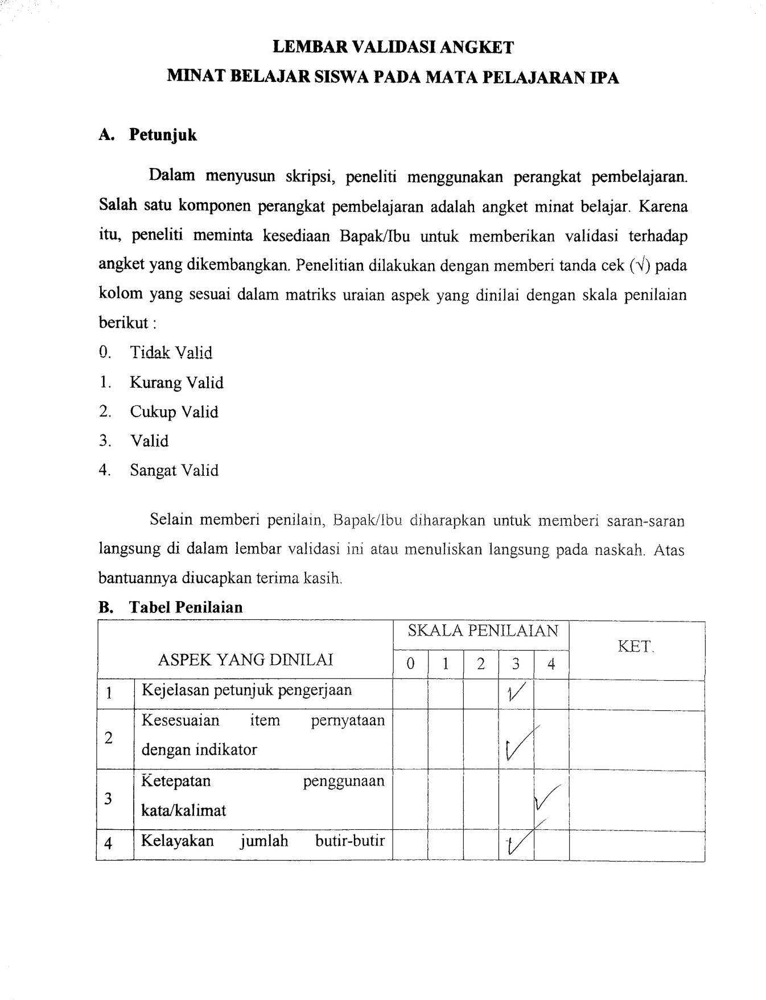 LEMBAR VALIDASI ANGKET
MINAT BELAJAR SISWA PADA MATA PELAJARAN IPA
A. Petunjuk
Dalam menyusun skripsi, peneliti menggunakan perangkat pembelajaran.
Salah satu komponen perangkat pembelajaran adalah angket minat belajar. Karena
itu, peneliti meminta kesediaan Bapak/Ibu untuk memberikan validasi terhadap
angket yang dikembangkan. Penelitian dilakukan dengan memberi tanda cek (√) pada
kolom yang sesuai dalam matriks uraian aspek yang dinilai dengan skala penilaian
berikut :
0. Tidak Valid
1. Kurang Valid
2. Cukup Valid
3. Valid
4. Sangat Valid
Selain memberi penilain, Bapak/Ibu diharapkan untuk memberi saran-saran
langsung di dalam lembar validasi ini atau menuliskan langsung pada naskah. Atas
bantuannya diucapkan terima kasih.
B. Tabel Penilaian
ASPEK YANG DINILAI SKALA PENILAIAN KET.
0 1 2 3 4
1 Kejelasan petunjuk pengerjaan √
2 Kesesuaian item pernyataan
dengan indikator √
3 Ketepatan penggunaan
kata/kalimat √
4 Kelayakan jumlah butir-butir √